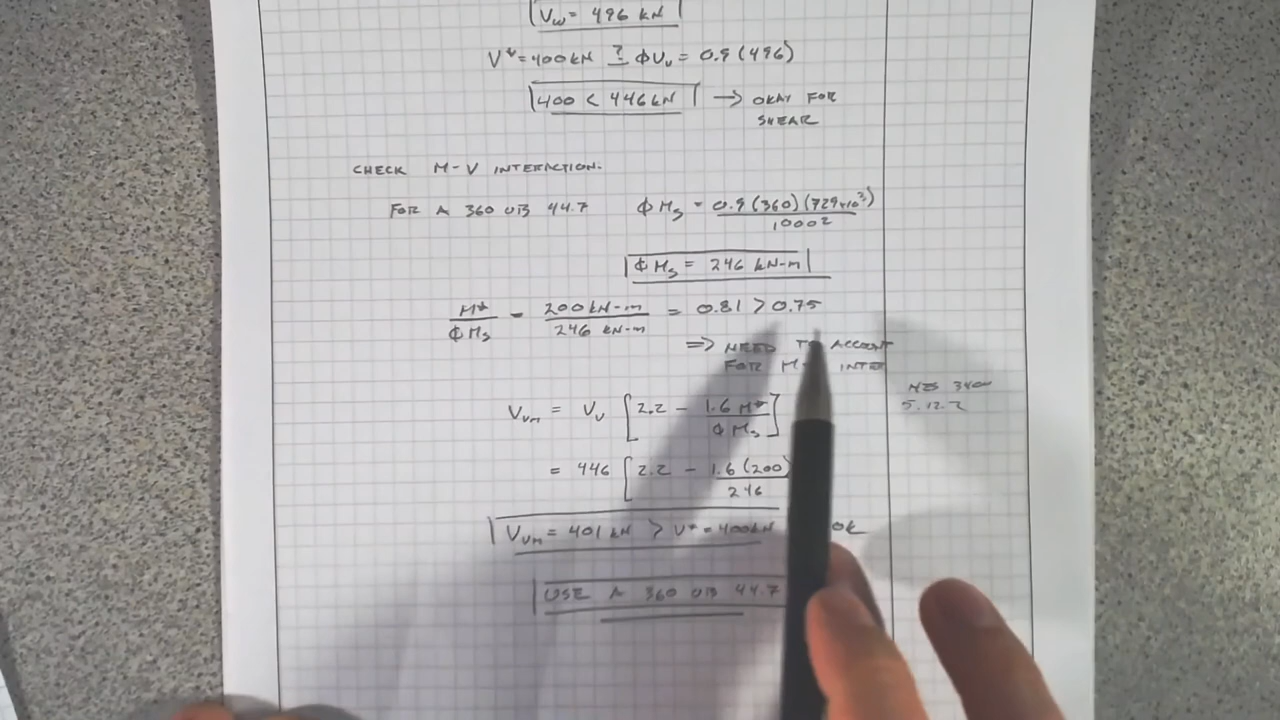 Vw = 496 kN
V* = 400 kN ? ΦVv = 0.9 (496)
400 < 446 kN → OKAY FOR
SHEAR
CHECK M-V INTERACTION.
FOR A 360 UB 44.7 ΦMs = 0.9 (360) (729x10³) / 1000²
ΦMs = 246 kN-m
M* / ΦMs = 200 kN-m / 246 kN-m = 0.81 > 0.75
⇒ NEED TO ACCOUNT
FOR M- INTER
NZS 3404
5.12.2
Vvm = Vv [2.2 - 1.6 M* / ΦMs]
= 446 [2.2 - 1.6 (200) / 246
Vvm = 401 kN > V* = 400 kN OK
USE A 360 UB 44.7